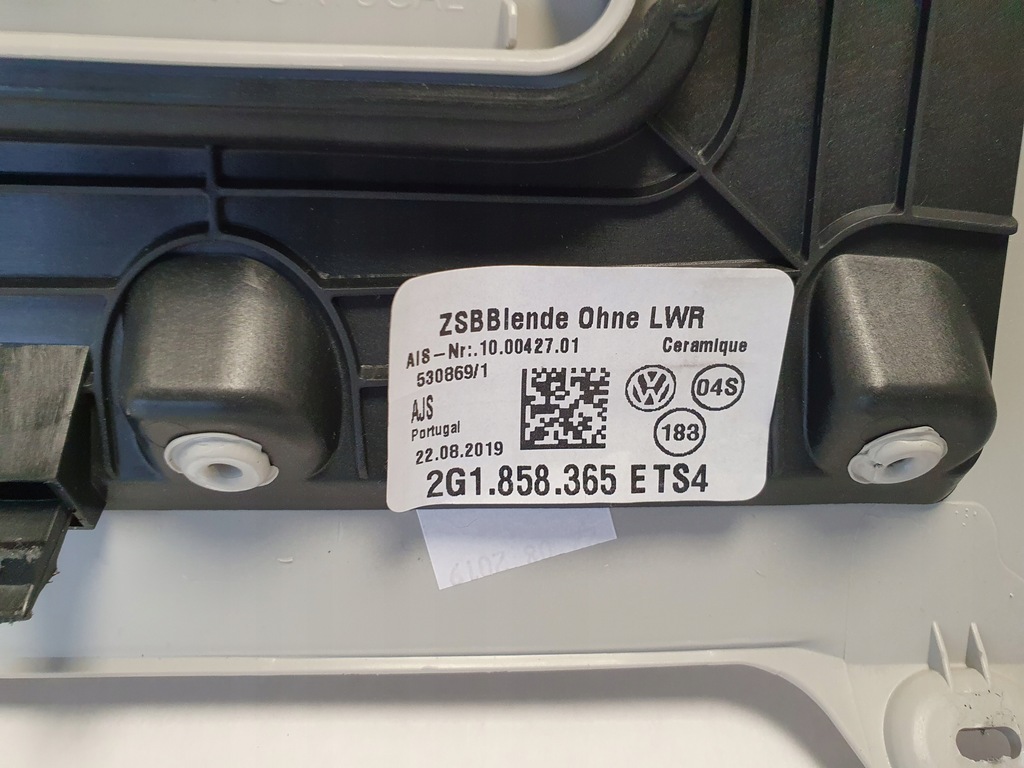 ZSBBlende Ohne LWR
AIS-Nr:.10.00427.01 Ceramique
530869/1
AJS
Portugal
22.08.2019
VW
04S
183
2G1.858.365 ETS4